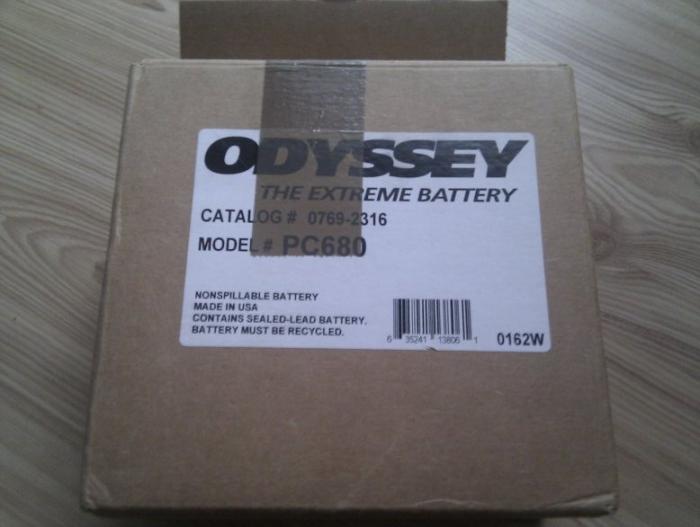 ODYSSEY
THE EXTREME BATTERY
CATALOG # 0769-2316
MODEL # PC680
NONSPILLABLE BATTERY
MADE IN USA
CONTAINS SEALED-LEAD BATTERY.
BATTERY MUST BE RECYCLED.
6 35241 13806 1
0162W